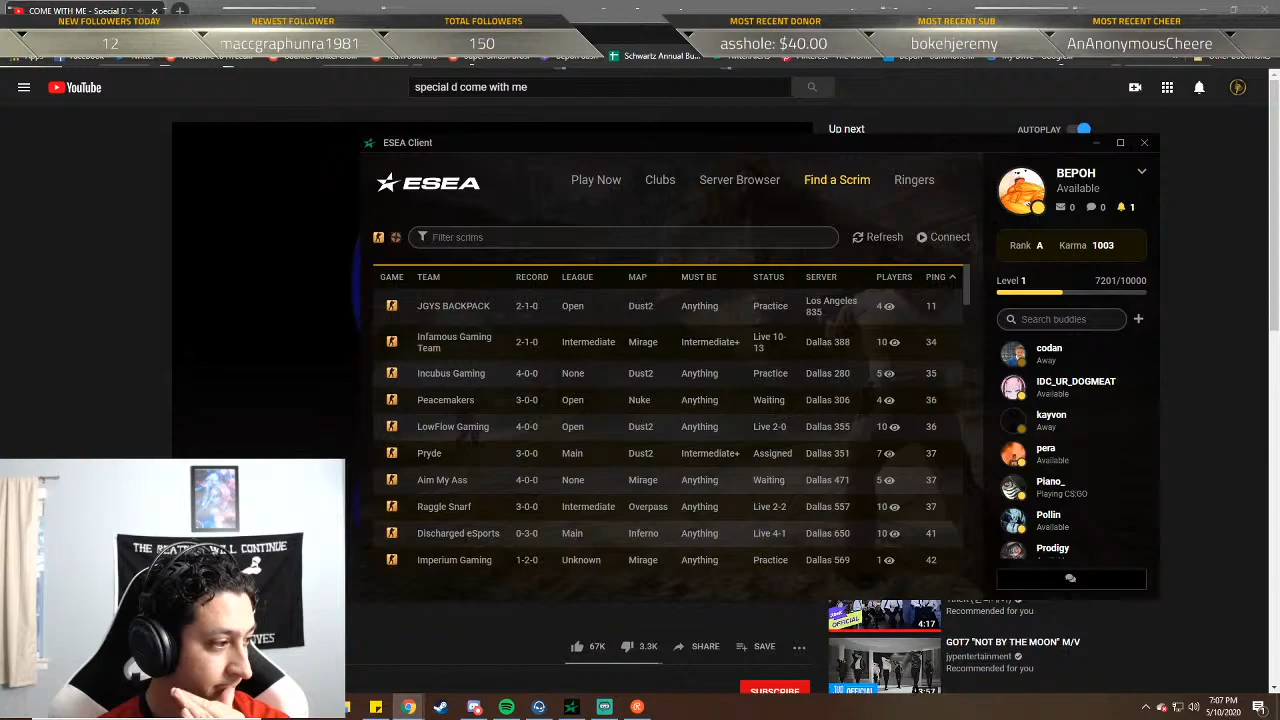 COME WITH ME - Special D
NEW FOLLOWERS TODAY
12
NEWEST FOLLOWER
maccgraphunra1981
TOTAL FOLLOWERS
150
MOST RECENT DONOR
asshole: $40.00
MOST RECENT SUB
bokehjeremy
MOST RECENT CHEER
AnAnonymousCheere
Schwartz Annual Bu
YouTube
special d come with me
Up next
AUTOPLAY
ESEA Client
ESEA
Play Now
Clubs
Server Browser
Find a Scrim
Ringers
BEPOH
Available
0
0
1
Filter scrims
Refresh
Connect
Rank A
Karma 1003
Level 1
7201/10000
Search buddies
GAME TEAM RECORD LEAGUE MAP MUST BE STATUS SERVER PLAYERS PING
JGYS BACKPACK 2-1-0 Open Dust2 Anything Practice Los Angeles 835 4 11
Infamous Gaming Team 2-1-0 Intermediate Mirage Intermediate+ Live 10-13 Dallas 388 10 34
Incubus Gaming 4-0-0 None Dust2 Anything Practice Dallas 280 5 35
Peacemakers 3-0-0 Open Nuke Anything Waiting Dallas 306 4 36
LowFlow Gaming 4-0-0 Open Dust2 Anything Live 2-0 Dallas 355 10 36
Pryde 3-0-0 Main Dust2 Intermediate+ Assigned Dallas 351 7 37
Aim My Ass 4-0-0 None Mirage Anything Waiting Dallas 471 5 37
Raggle Snarf 3-0-0 Intermediate Overpass Anything Live 2-2 Dallas 557 10 37
Discharged eSports 0-3-0 Main Inferno Anything Live 4-1 Dallas 650 10 41
Imperium Gaming 1-2-0 Unknown Mirage Anything Practice Dallas 569 1 42
codan
Away
IDC_UR_DOGMEAT
Available
kayvon
Away
pera
Available
Piano_
Playing CS:GO
Pollin
Available
Prodigy
THE BEATINGS WILL CONTINUE
OFFICIAL
4:17
Recommended for you
GOT7 "NOT BY THE MOON" M/V
jypentertainment
Recommended for you
OFFICIAL
3:57
67K
3.3K
SHARE
SAVE
SUBSCRIBE
7:07 PM
5/10/2020